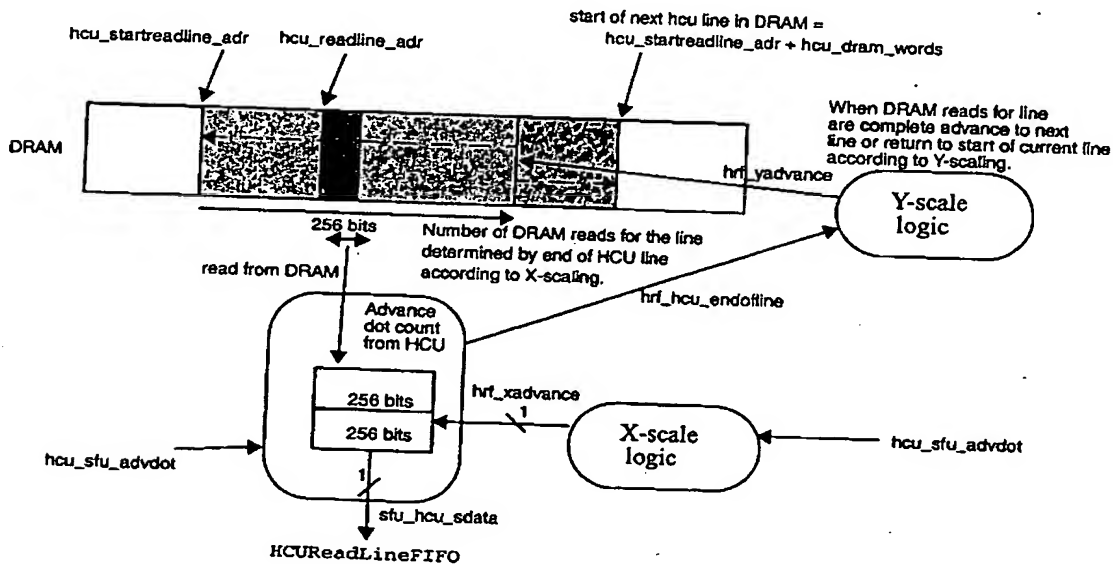 start of next hcu line in DRAM =
hcu_startreadline_adr + hcu_dram_words
hcu_startreadline_adr
hcu_readline_adr
DRAM
When DRAM reads for line
are complete advance to next
line or return to start of current line
according to Y-scaling.
hrf_yadvance
Y-scale
logic
256 bits
Number of DRAM reads for the line
determined by end of HCU line
according to X-scaling.
read from DRAM
hrf_hcu_endofline
Advance
dot count
from HCU
256 bits
256 bits
hrf_xadvance
1
X-scale
logic
hcu_sfu_advdot
hcu_sfu_advdot
1
sfu_hcu_sdata
HCUReadLineFIFO